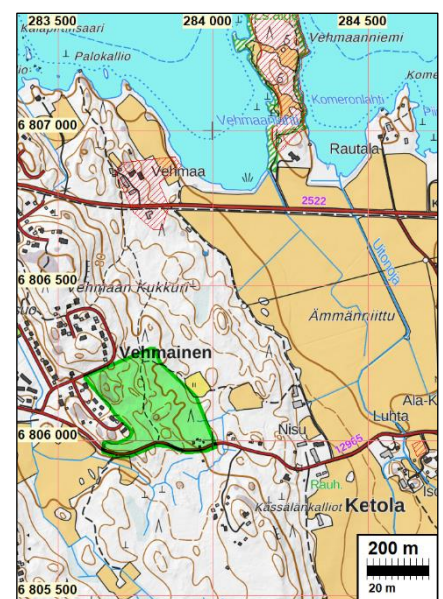 283 500
284 000
284 500
Vehmaanniemi
Palokallio
Komeronlahti
Vehmaanlahti
6 807 000
Rautala
Vehmaa
2522
Uitonoja
6 806 500
Vehmaan Kukkuri
Ämmänniittu
Vehmainen
Nisu
Luhta
6 806 000
12965
Rauh.
Kassalankalliot
Ketola
200 m
20 m
6 805 500